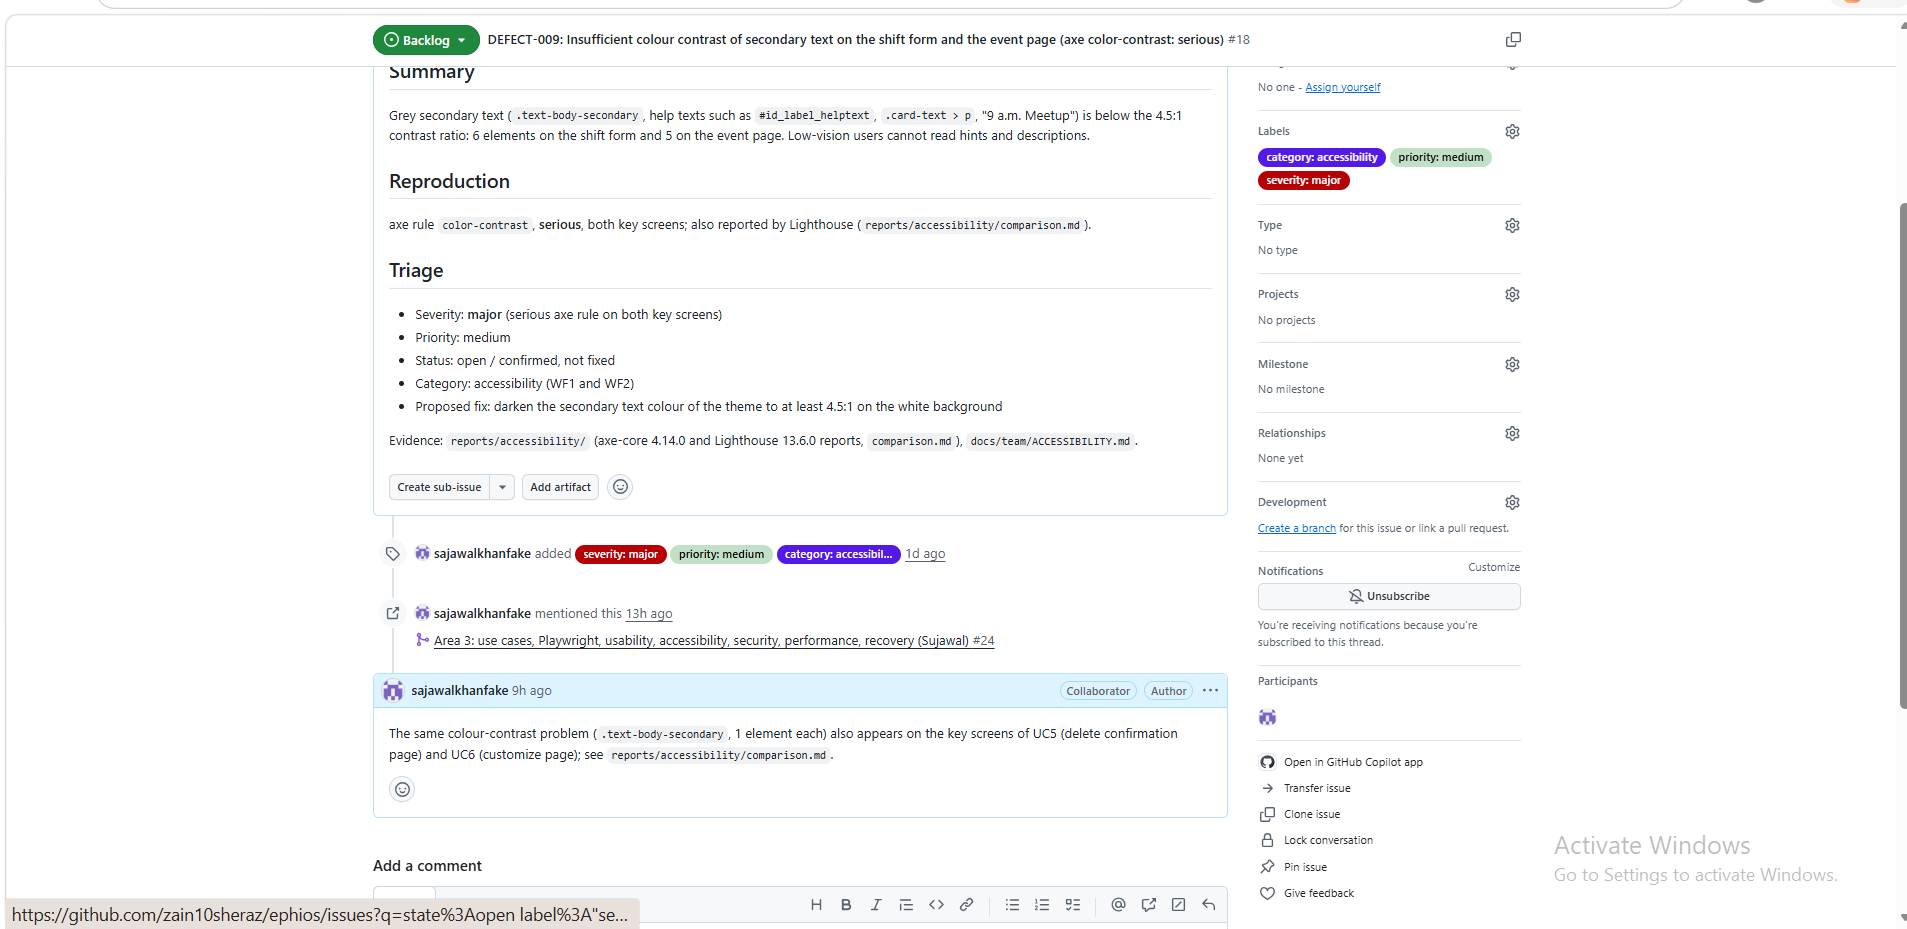 Backlog
DEFECT-009: Insufficient colour contrast of secondary text on the shift form and the event page (axe color-contrast: serious) #18
Summary
Grey secondary text ( .text-body-secondary , help texts such as #id_label_helptext , .card-text > p , "9 a.m. Meetup") is below the 4.5:1
contrast ratio: 6 elements on the shift form and 5 on the event page. Low-vision users cannot read hints and descriptions.
Reproduction
axe rule color-contrast , serious, both key screens; also reported by Lighthouse ( reports/accessibility/comparison.md ).
Triage
Severity: major (serious axe rule on both key screens)
Priority: medium
Status: open / confirmed, not fixed
Category: accessibility (WF1 and WF2)
Proposed fix: darken the secondary text colour of the theme to at least 4.5:1 on the white background
Evidence: reports/accessibility/ (axe-core 4.14.0 and Lighthouse 13.6.0 reports, comparison.md ), docs/team/ACCESSIBILITY.md .
Create sub-issue
Add artifact
sajawalkhanfake added severity: major priority: medium category: accessibil... 1d ago
sajawalkhanfake mentioned this 13h ago
Area 3: use cases, Playwright, usability, accessibility, security, performance, recovery (Sujawal) #24
sajawalkhanfake 9h ago
Collaborator
Author
The same colour-contrast problem ( .text-body-secondary , 1 element each) also appears on the key screens of UC5 (delete confirmation
page) and UC6 (customize page); see reports/accessibility/comparison.md .
Add a comment
https://github.com/zain10sheraz/ephios/issues?q=state%3Aopen label%3A"se...
No one - Assign yourself
Labels
category: accessibility priority: medium
severity: major
Type
No type
Projects
No projects
Milestone
No milestone
Relationships
None yet
Development
Create a branch for this issue or link a pull request.
Notifications
Customize
Unsubscribe
You're receiving notifications because you're
subscribed to this thread.
Participants
Open in GitHub Copilot app
Transfer issue
Clone issue
Lock conversation
Pin issue
Give feedback
Activate Windows
Go to Settings to activate Windows.